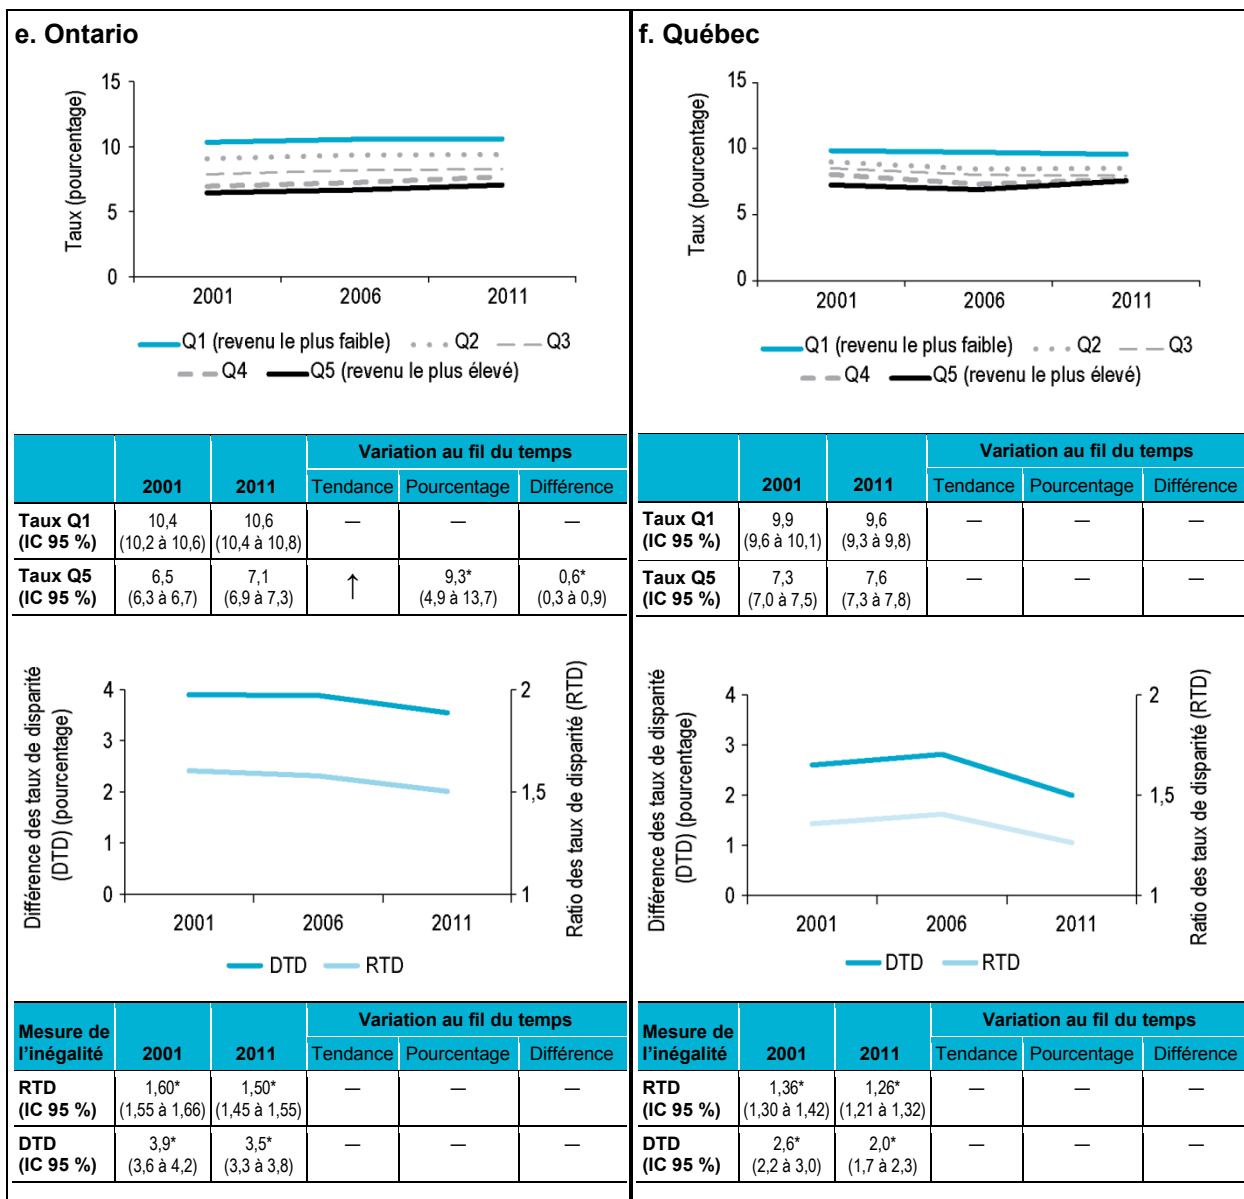 e. Ontario
Taux (pourcentage)
15
10
5
0
2001 2006 2011
Q1 (revenu le plus faible) Q2 Q3
Q4 Q5 (revenu le plus élevé)
Variation au fil du temps
2001 2011 Tendance Pourcentage Différence
Taux Q1 10,4 10,6 — — —
(IC 95 %) (10,2 à 10,6) (10,4 à 10,8)
Taux Q5 6,5 7,1 ↑ 9,3* 0,6*
(IC 95 %) (6,3 à 6,7) (6,9 à 7,3) (4,9 à 13,7) (0,3 à 0,9)
Différence des taux de disparité
(DTD) (pourcentage)
4
3
2
1
0
2
1,5
1
Ratio des taux de disparité (RTD)
2001 2006 2011
DTD RTD
Variation au fil du temps
Mesure de
l'inégalité 2001 2011 Tendance Pourcentage Différence
RTD 1,60* 1,50* — — —
(IC 95 %) (1,55 à 1,66) (1,45 à 1,55)
DTD 3,9* 3,5* — — —
(IC 95 %) (3,6 à 4,2) (3,3 à 3,8)
f. Québec
Taux (pourcentage)
15
10
5
0
2001 2006 2011
Q1 (revenu le plus faible) Q2 Q3
Q4 Q5 (revenu le plus élevé)
Variation au fil du temps
2001 2011 Tendance Pourcentage Différence
Taux Q1 9,9 9,6 — — —
(IC 95 %) (9,6 à 10,1) (9,3 à 9,8)
Taux Q5 7,3 7,6 — — —
(IC 95 %) (7,0 à 7,5) (7,3 à 7,8)
Différence des taux de disparité
(DTD) (pourcentage)
4
3
2
1
0
2
1,5
1
Ratio des taux de disparité (RTD)
2001 2006 2011
DTD RTD
Variation au fil du temps
Mesure de
l'inégalité 2001 2011 Tendance Pourcentage Différence
RTD 1,36* 1,26* — — —
(IC 95 %) (1,30 à 1,42) (1,21 à 1,32)
DTD 2,6* 2,0* — — —
(IC 95 %) (2,2 à 3,0) (1,7 à 2,3)